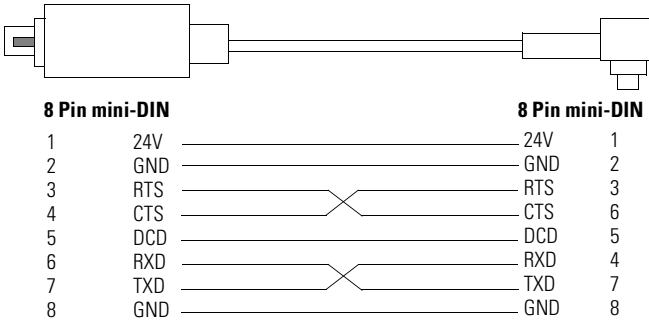 8 Pin mini-DIN 8 Pin mini-DIN
1 24V 24V 1
2 GND GND 2
3 RTS RTS 3
4 CTS CTS 6
5 DCD DCD 5
6 RXD RXD 4
7 TXD TXD 7
8 GND GND 8